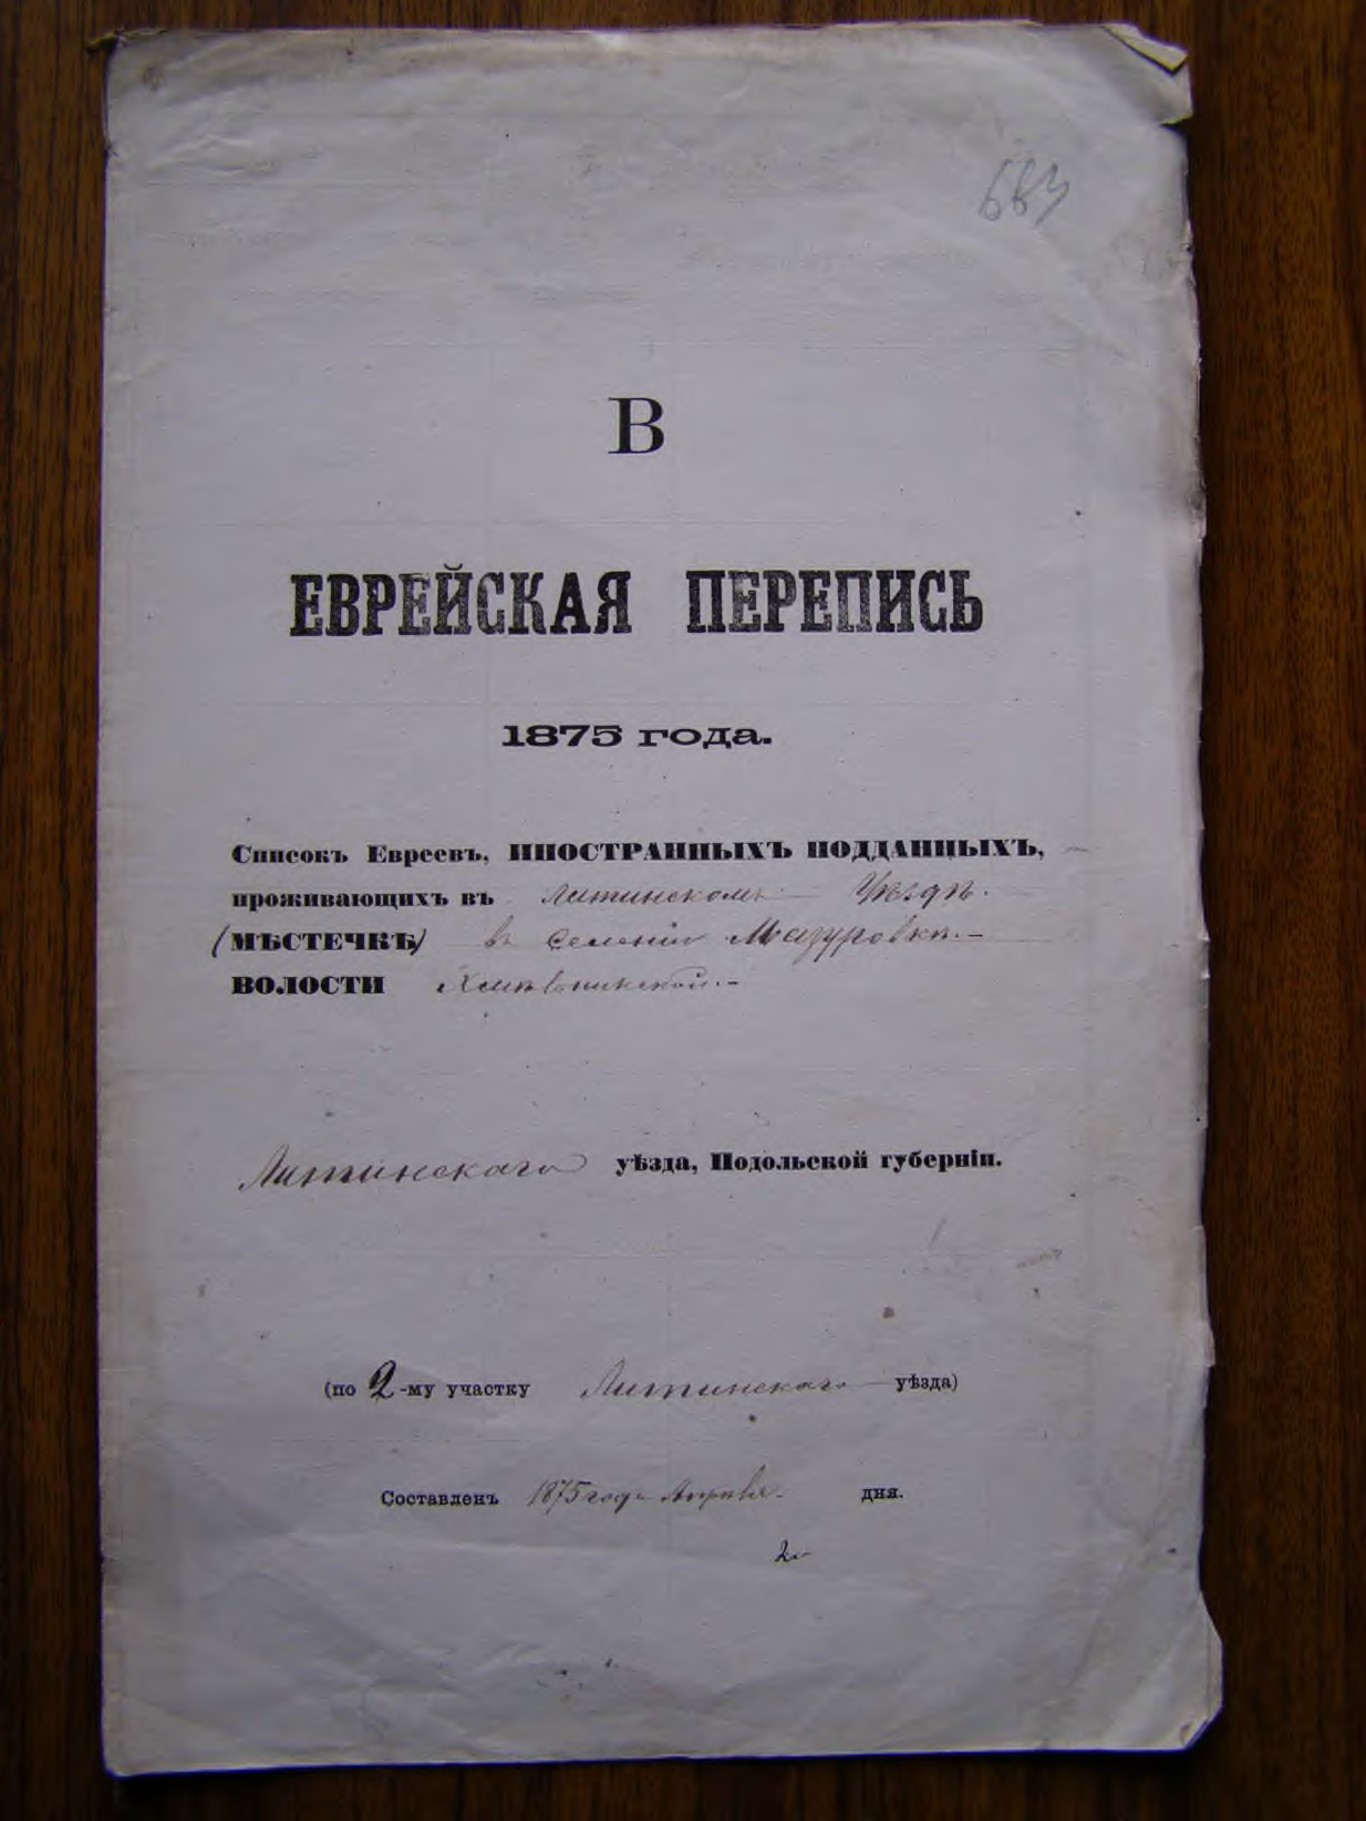 683
В
ЕВРЕЙСКАЯ ПЕРЕПИСЬ
1875 года.
Списокъ Евреевъ, ИНОСТРАННЫХЪ ПОДДАННЫХЪ,
проживающихъ въ Литинскомъ Уѣздѣ.
(МѢСТЕЧКѢ) въ Селеніи Мазуровкѣ.–
ВОЛОСТИ Хмѣльникской.–
Литинскаго уѣзда, Подольской губерніи.
(по 2-му участку Литинскаго уѣзда)
Составленъ 1875 года Апрѣля дня.